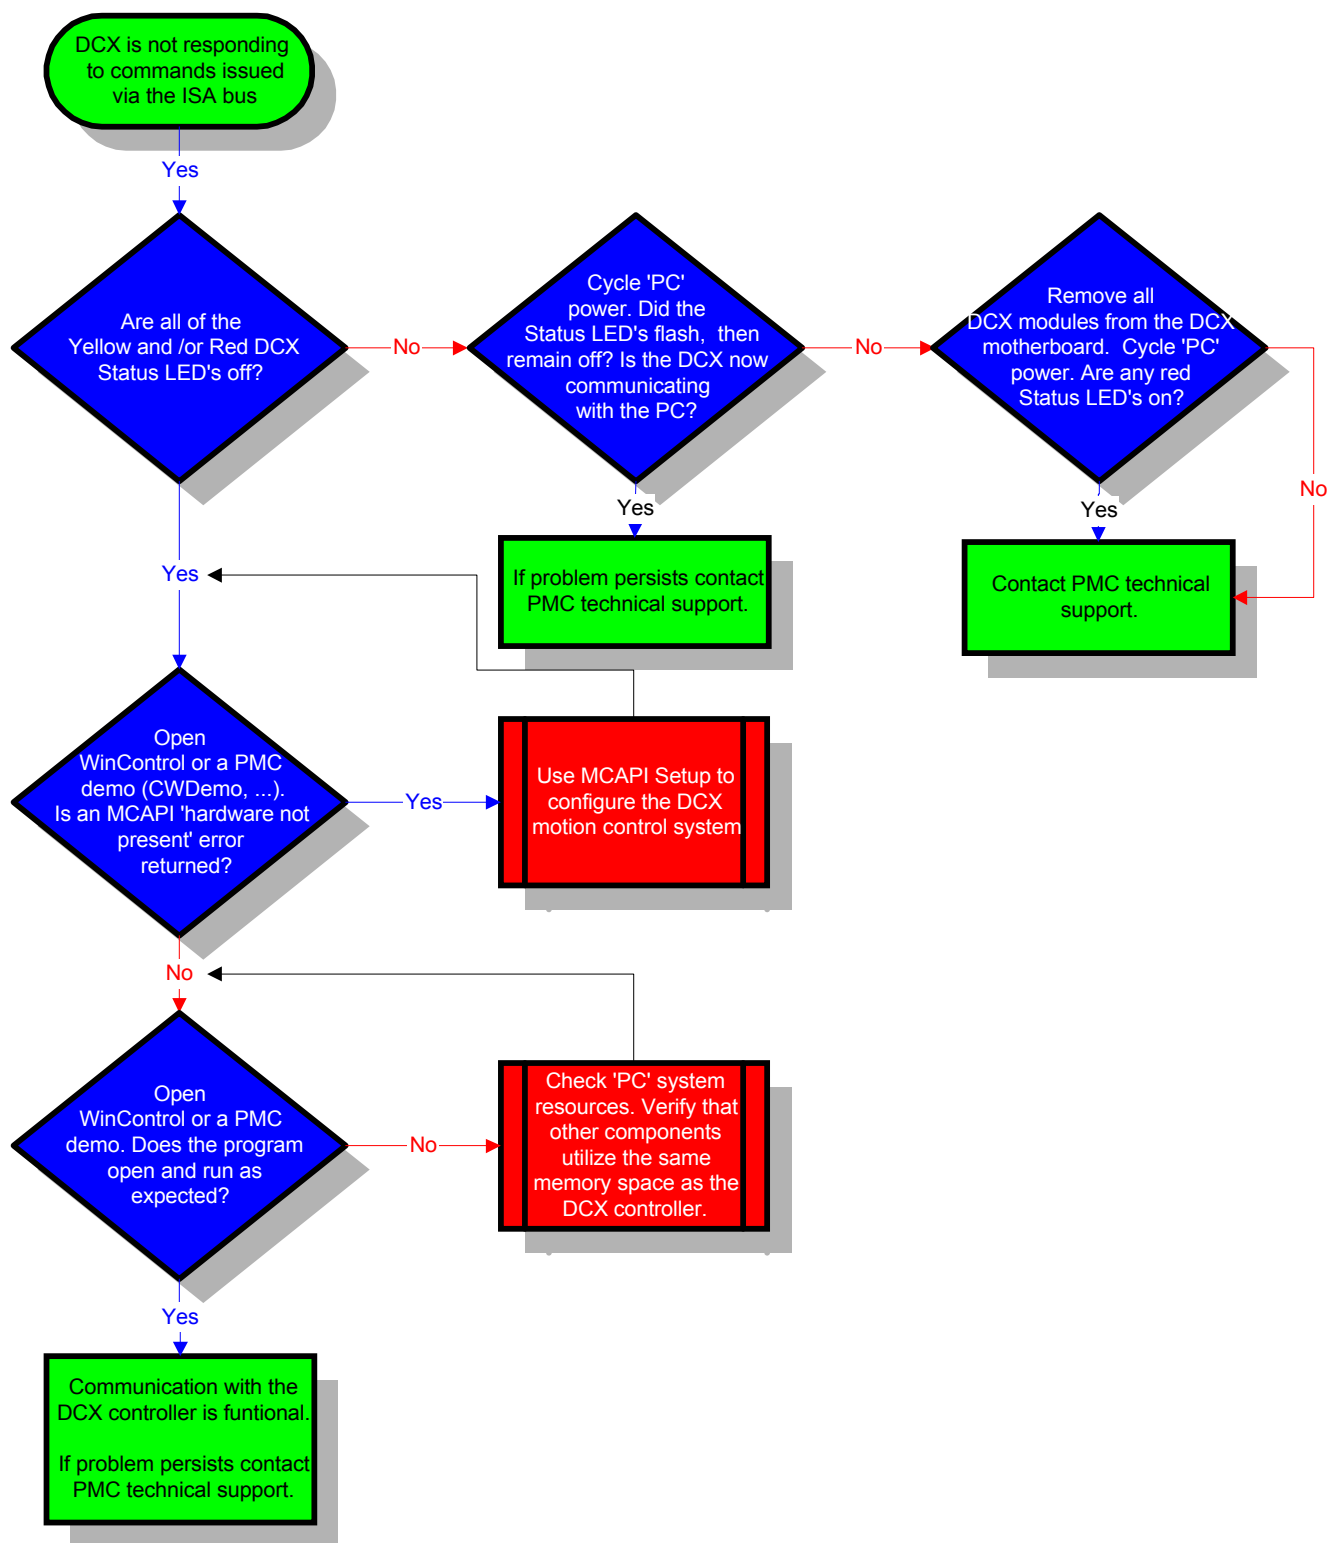 DCX is not responding
to commands issued
via the ISA bus
Yes
Are all of the
Yellow and /or Red DCX
Status LED's off?
No
Cycle 'PC'
power. Did the
Status LED's flash,  then
remain off? Is the DCX now
communicating
with the PC?
No
Remove all
DCX modules from the DCX
motherboard.  Cycle 'PC'
power. Are any red
Status LED's on?
No
Yes
Yes
If problem persists contact
PMC technical support.
Contact PMC technical
support.
Yes
Open
WinControl or a PMC
demo (CWDemo, ...).
Is an MCAPI 'hardware not
present' error
returned?
Yes
Use MCAPI Setup to
configure the DCX
motion control system
No
Open
WinControl or a PMC
demo. Does the program
open and run as
expected?
No
Check 'PC' system
resources. Verify that
other components
utilize the same
memory space as the
DCX controller.
Yes
Communication with the
DCX controller is funtional.
If problem persists contact
PMC technical support.